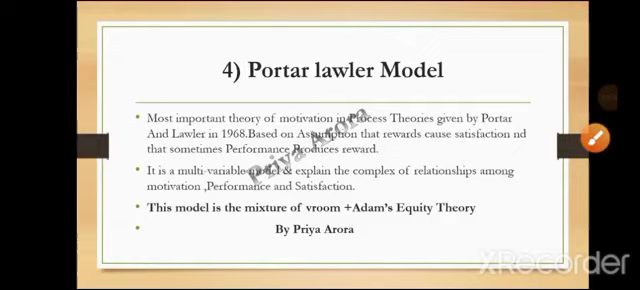 4) Portar lawler Model
Most important theory of motivation in Process Theories given by Portar
And Lawler in 1968.Based on Assumption that rewards cause satisfaction nd
that sometimes Performance Produces reward.
It is a multi-variable model & explain the complex of relationships among
motivation ,Performance and Satisfaction.
This model is the mixture of vroom +Adam's Equity Theory
By Priya Arora
Priya Arora
XRecorder